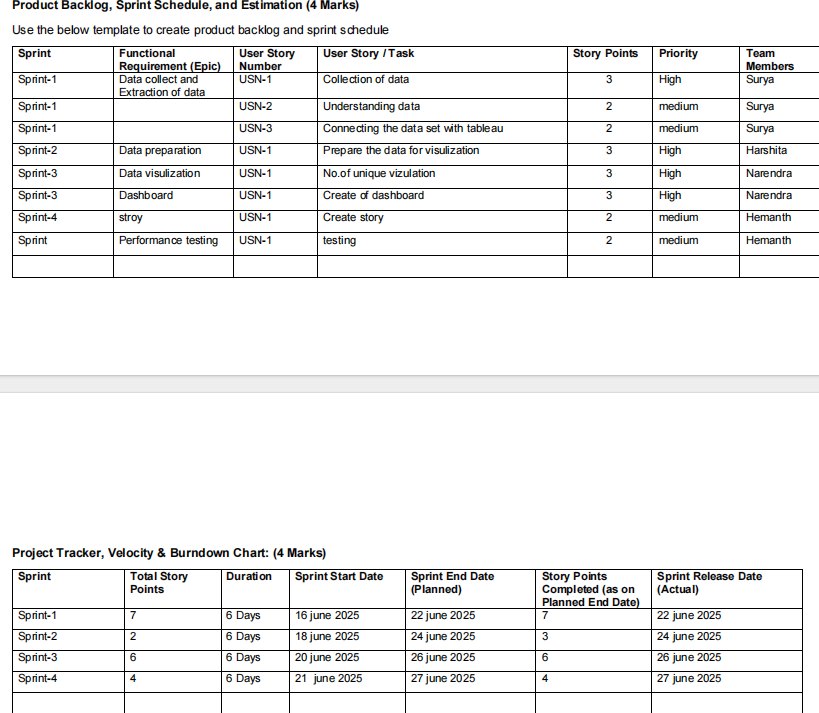 Product Backlog, Sprint Schedule, and Estimation (4 Marks)
Use the below template to create product backlog and sprint schedule
Sprint Functional Requirement (Epic) User Story Number User Story / Task Story Points Priority Team Members
Sprint-1 Data collect and Extraction of data USN-1 Collection of data 3 High Surya
Sprint-1 USN-2 Understanding data 2 medium Surya
Sprint-1 USN-3 Connecting the data set with tableau 2 medium Surya
Sprint-2 Data preparation USN-1 Prepare the data for visulization 3 High Harshita
Sprint-3 Data visulization USN-1 No.of unique vizulation 3 High Narendra
Sprint-3 Dashboard USN-1 Create of dashboard 3 High Narendra
Sprint-4 stroy USN-1 Create story 2 medium Hemanth
Sprint Performance testing USN-1 testing 2 medium Hemanth
Project Tracker, Velocity & Burndown Chart: (4 Marks)
Sprint Total Story Points Duration Sprint Start Date Sprint End Date (Planned) Story Points Completed (as on Planned End Date) Sprint Release Date (Actual)
Sprint-1 7 6 Days 16 june 2025 22 june 2025 7 22 june 2025
Sprint-2 2 6 Days 18 june 2025 24 june 2025 3 24 june 2025
Sprint-3 6 6 Days 20 june 2025 26 june 2025 6 26 june 2025
Sprint-4 4 6 Days 21 june 2025 27 june 2025 4 27 june 2025